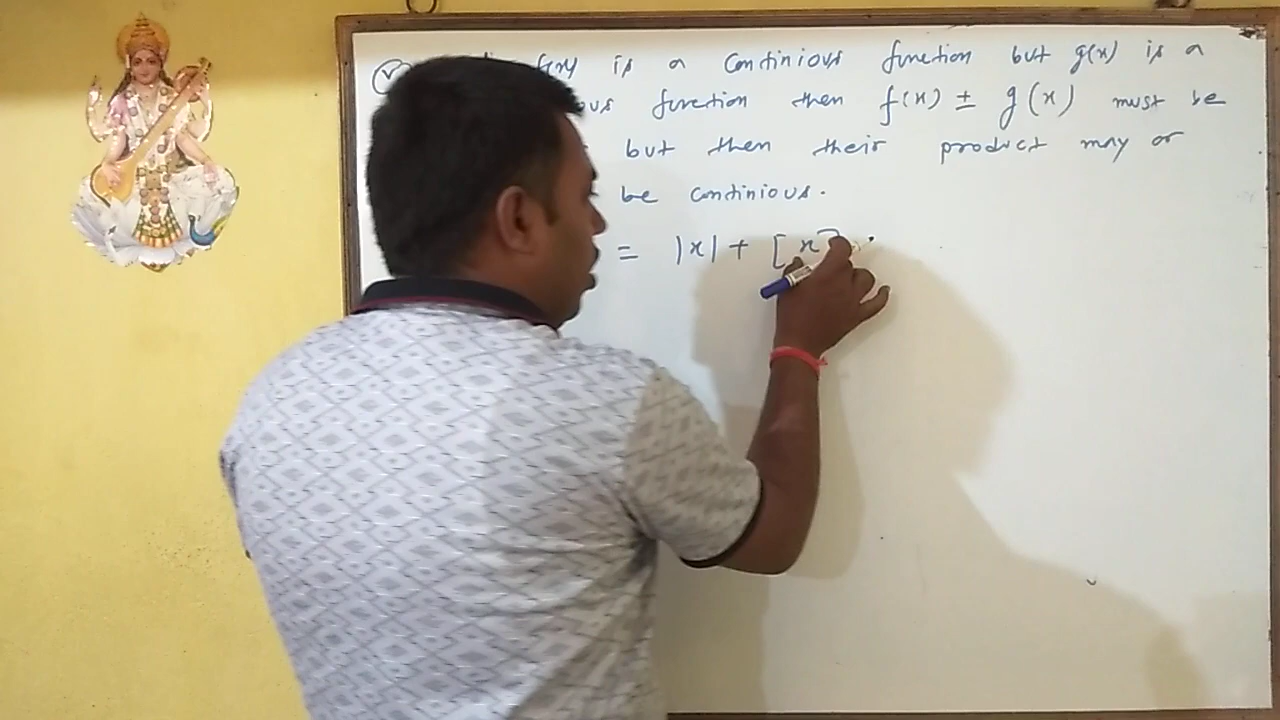 is a continious function but g(x) is a
function then f(x) ± g(x) must be
but then their product may or
be continious.
= |x| + [x]